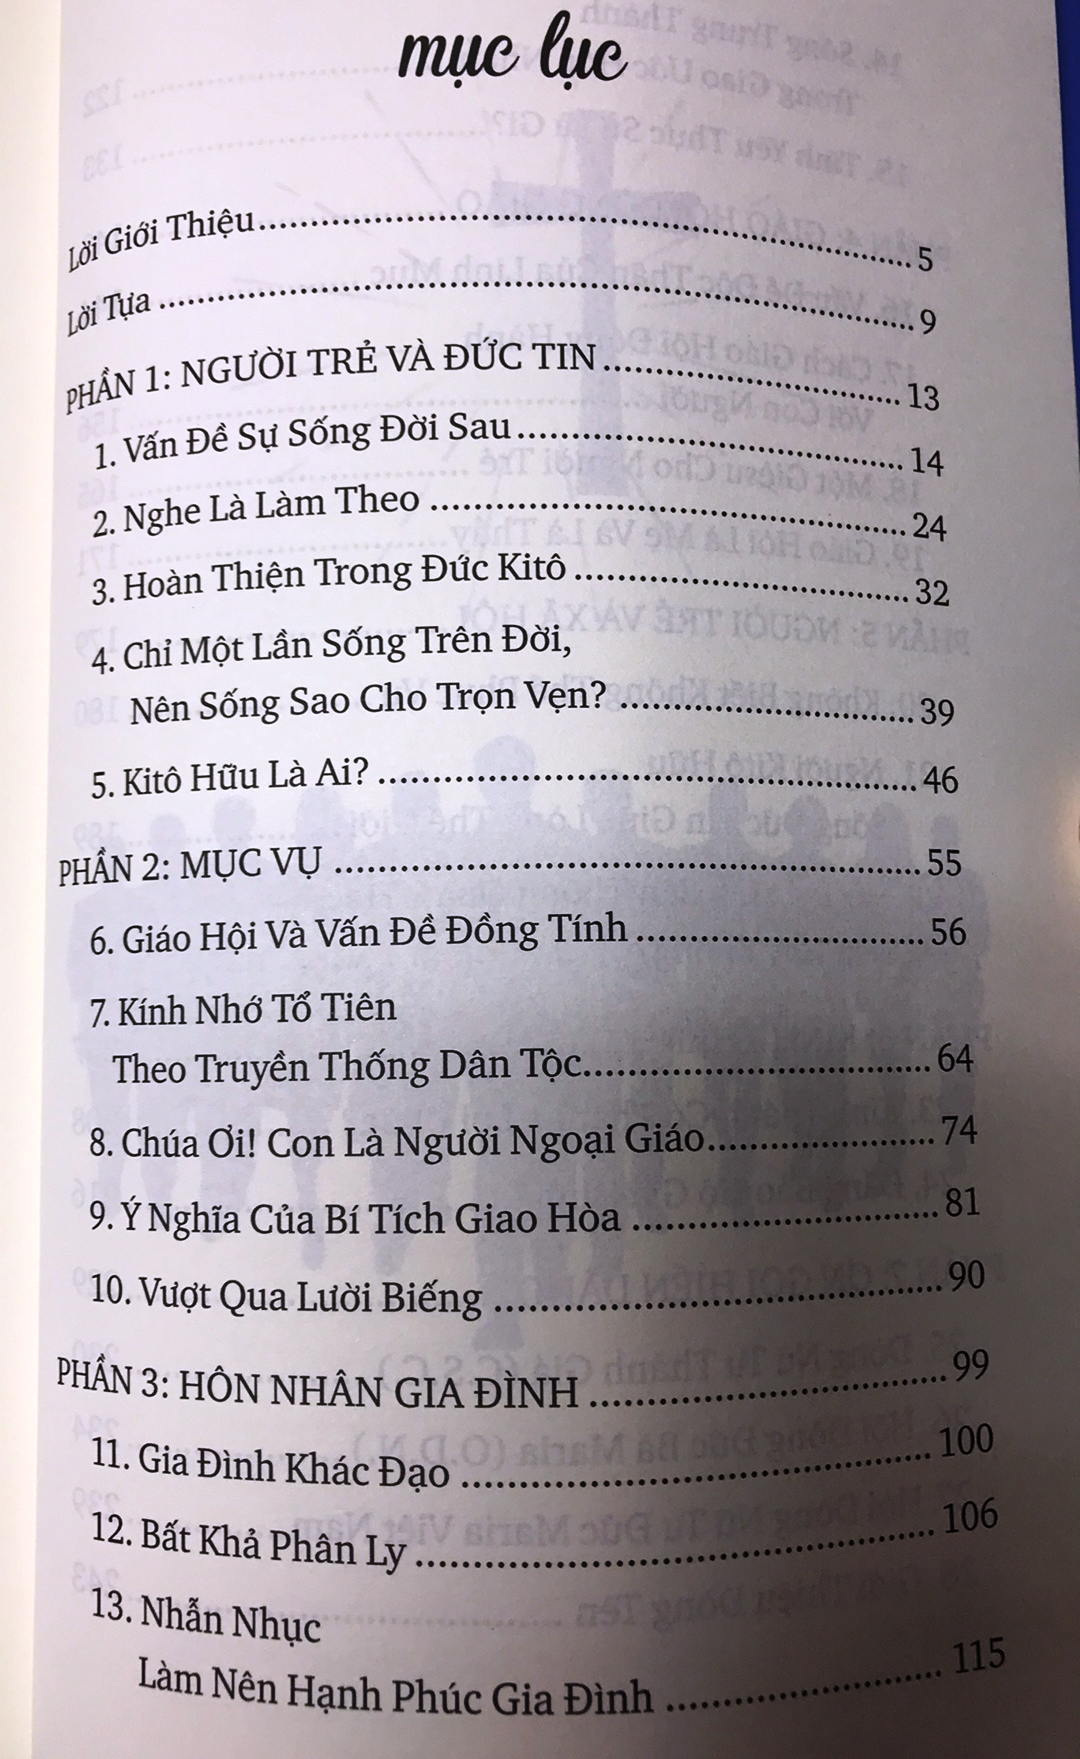 mục lục
Lời Giới Thiệu.......................................................5
Lời Tựa.......................................................9
PHẦN 1: NGƯỜI TRẺ VÀ ĐỨC TIN..............................13
1. Vấn Đề Sự Sống Đời Sau..............................14
2. Nghe Là Làm Theo..............................24
3. Hoàn Thiện Trong Đức Kitô..............................32
4. Chỉ Một Lần Sống Trên Đời,
Nên Sống Sao Cho Trọn Vẹn?..............................39
5. Kitô Hữu Là Ai?..............................46
PHẦN 2: MỤC VỤ..............................55
6. Giáo Hội Và Vấn Đề Đồng Tính..............................56
7. Kính Nhớ Tổ Tiên
Theo Truyền Thống Dân Tộc..............................64
8. Chúa Ơi! Con Là Người Ngoại Giáo....................74
9. Ý Nghĩa Của Bí Tích Giao Hòa..............................81
10. Vượt Qua Lười Biếng..............................90
PHẦN 3: HÔN NHÂN GIA ĐÌNH..............................99
11. Gia Đình Khác Đạo..............................100
12. Bất Khả Phân Ly..............................106
13. Nhẫn Nhục
Làm Nên Hạnh Phúc Gia Đình..............................115